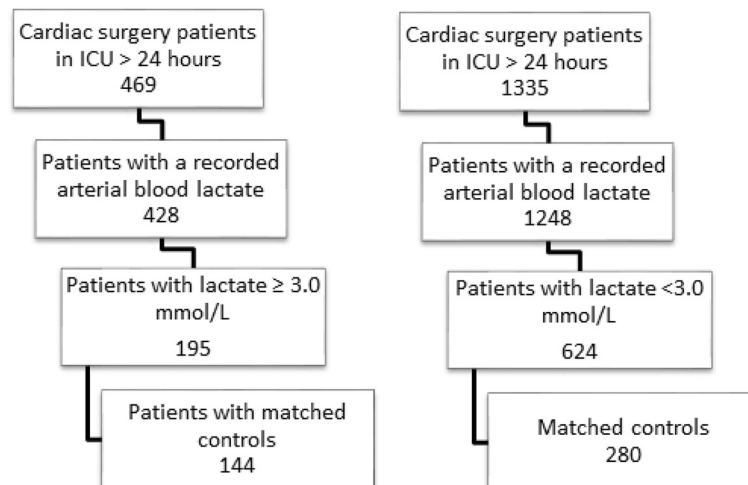 Cardiac surgery patients
in ICU > 24 hours
469
Patients with a recorded
arterial blood lactate
428
Patients with lactate ≥ 3.0
mmol/L
195
Patients with matched
controls
144
Cardiac surgery patients
in ICU > 24 hours
1335
Patients with a recorded
arterial blood lactate
1248
Patients with lactate <3.0
mmol/L
624
Matched controls
280